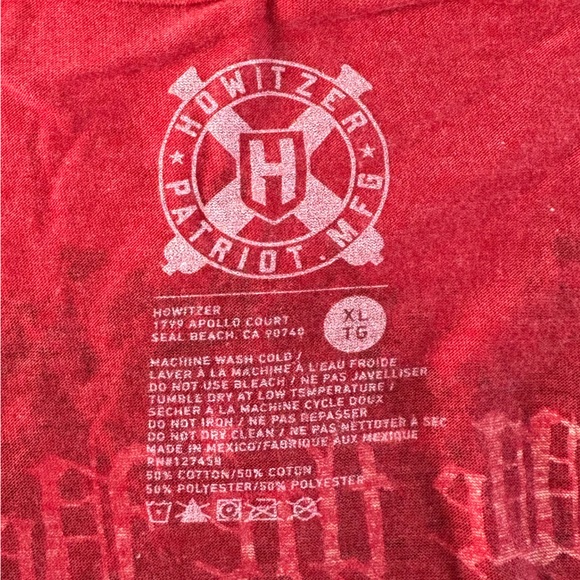 HOWITZER
H
PATRIOT.MFG
HOWITZER
1799 APOLLO COURT
SEAL BEACH, CA 90740
XL
TG
MACHINE WASH COLD /
LAVER À LA MACHINE À L'EAU FROIDE
DO NOT USE BLEACH / NE PAS JAVELLISER
TUMBLE DRY AT LOW TEMPERATURE /
SÉCHER À LA MACHINE CYCLE DOUX
DO NOT IRON / NE PAS REPASSER
DO NOT DRY CLEAN / NE PAS NETTOYER À SEC
MADE IN MEXICO/FABRIQUE AUX MEXIQUE
RN#127458
50% COTTON/50% COTON
50% POLYESTER/50% POLYESTER